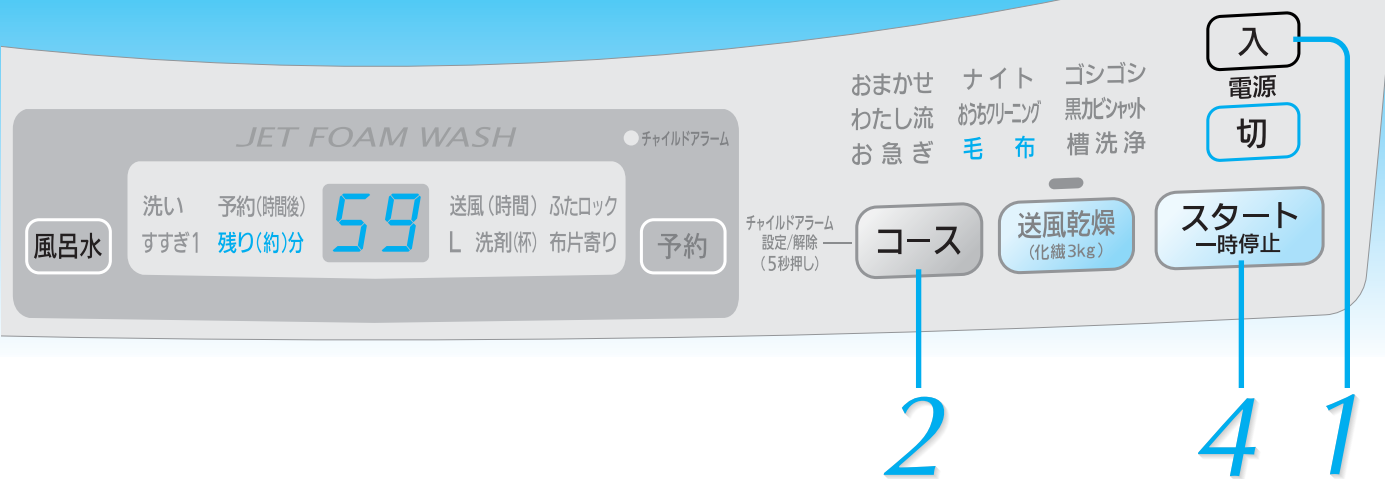 入
電源
切
おまかせ ナイト ゴシゴシ
わたし流 おうちクリーニング 黒カビシャット
お急ぎ 毛布 槽洗浄
JET FOAM WASH
チャイルドアラーム
洗い 予約(時間後) 59 送風(時間) ふたロック
すすぎ1 残り(約)分 L 洗剤(杯) 布片寄り
風呂水
予約
チャイルドアラーム
設定/解除
(5秒押し)
コース
送風乾燥
(化繊3kg)
スタート
一時停止
2
4
1